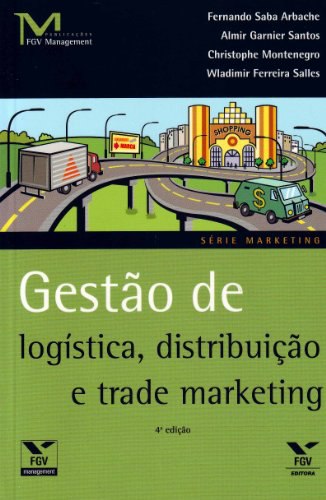 PUBLICAÇÕES
FGV Management
Fernando Saba Arbache
Almir Garnier Santos
Christophe Montenegro
Wladimir Ferreira Salles
SHOPPING
MARCA
$
SÉRIE MARKETING
Gestão de
logística, distribuição
e trade marketing
4ª edição
FGV
management
FGV
EDITORA